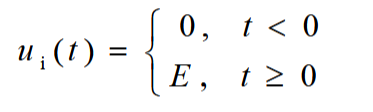 u_i(t) = { 0, t < 0
E, t ≥ 0